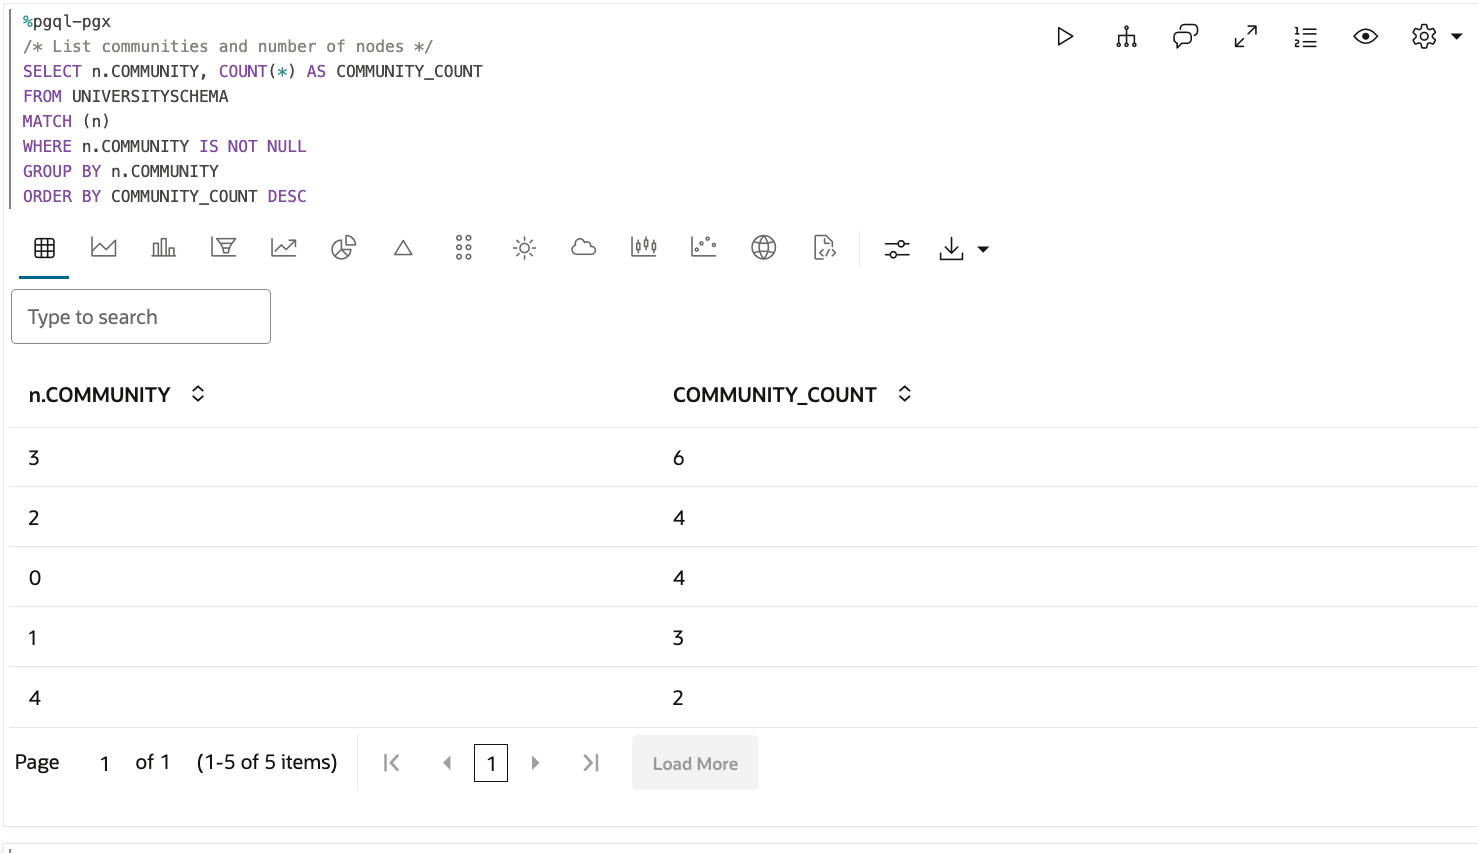 %pgql-pgx
/* List communities and number of nodes */
SELECT n.COMMUNITY, COUNT(*) AS COMMUNITY_COUNT
FROM UNIVERSITYSCHEMA
MATCH (n)
WHERE n.COMMUNITY IS NOT NULL
GROUP BY n.COMMUNITY
ORDER BY COMMUNITY_COUNT DESC
Type to search
n.COMMUNITY COMMUNITY_COUNT
3 6
2 4
0 4
1 3
4 2
Page 1 of 1 (1-5 of 5 items) 1 Load More